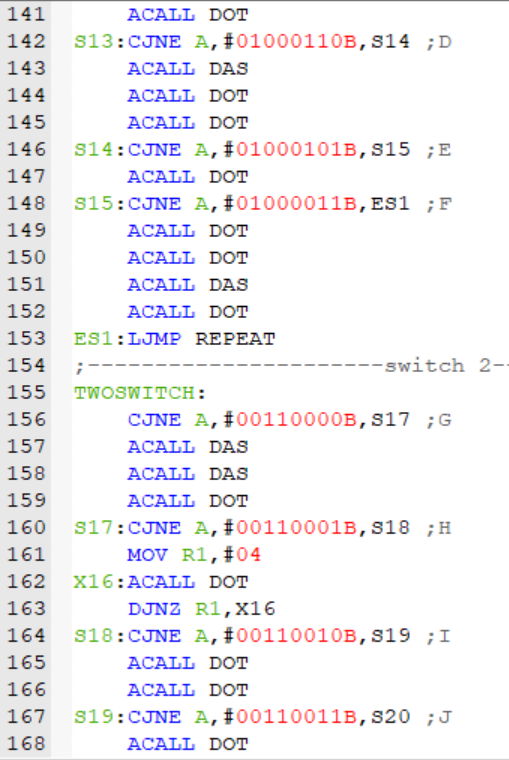 141 ACALL DOT
142 S13:CJNE A,#01000110B,S14 ;D
143 ACALL DAS
144 ACALL DOT
145 ACALL DOT
146 S14:CJNE A,#01000101B,S15 ;E
147 ACALL DOT
148 S15:CJNE A,#01000011B,ES1 ;F
149 ACALL DOT
150 ACALL DOT
151 ACALL DAS
152 ACALL DOT
153 ES1:LJMP REPEAT
154 ;----------------------switch 2--
155 TWOSWITCH:
156 CJNE A,#00110000B,S17 ;G
157 ACALL DAS
158 ACALL DAS
159 ACALL DOT
160 S17:CJNE A,#00110001B,S18 ;H
161 MOV R1,#04
162 X16:ACALL DOT
163 DJNZ R1,X16
164 S18:CJNE A,#00110010B,S19 ;I
165 ACALL DOT
166 ACALL DOT
167 S19:CJNE A,#00110011B,S20 ;J
168 ACALL DOT